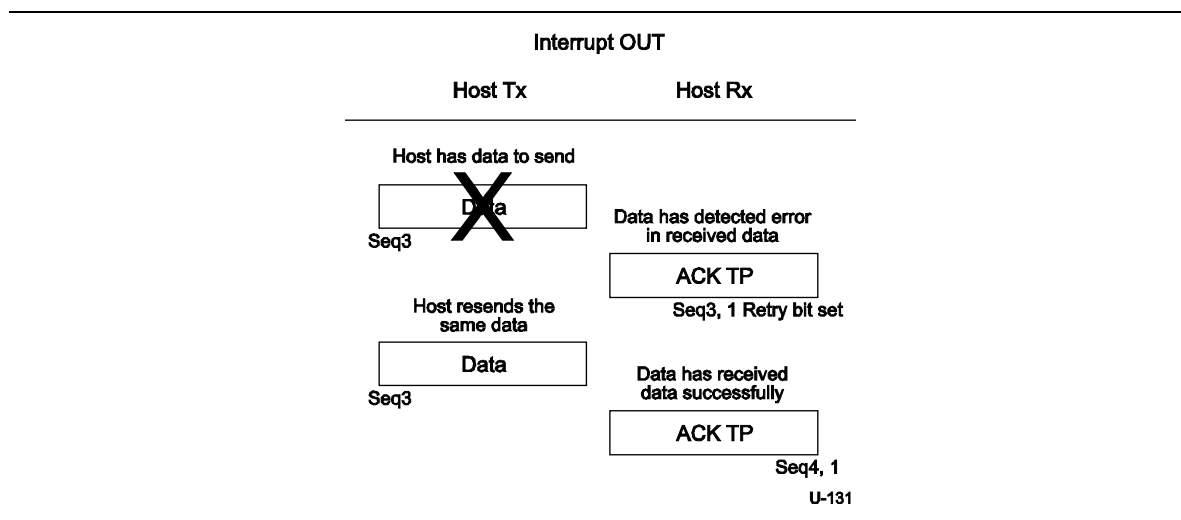 Interrupt OUT
Host Tx
Host Rx
Host has data to send
Data
Seq3
Data has detected error
in received data
ACK TP
Seq3, 1 Retry bit set
Host resends the
same data
Data
Seq3
Data has received
data successfully
ACK TP
Seq4, 1
U-131